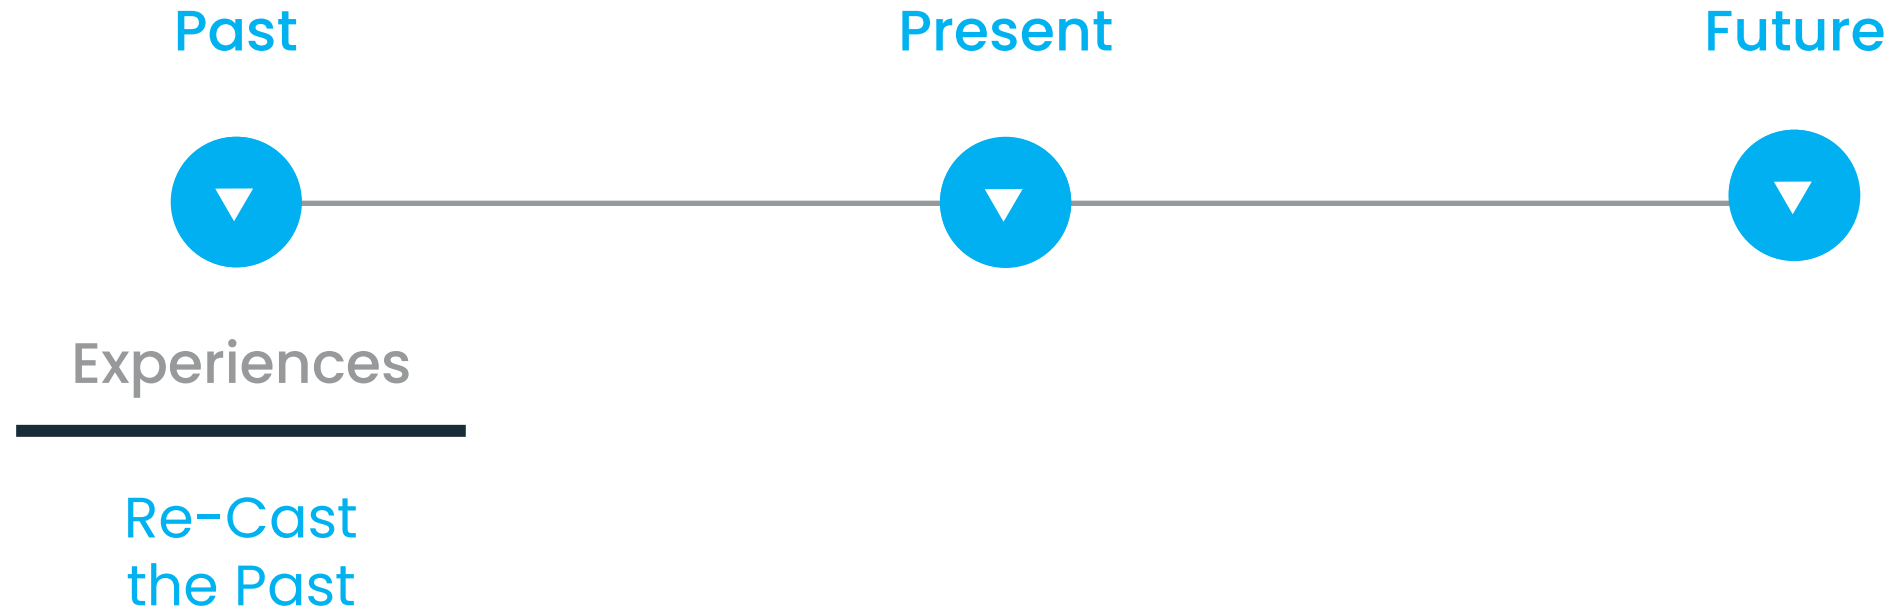 Past Present Future
Experiences
Re-Cast
the Past